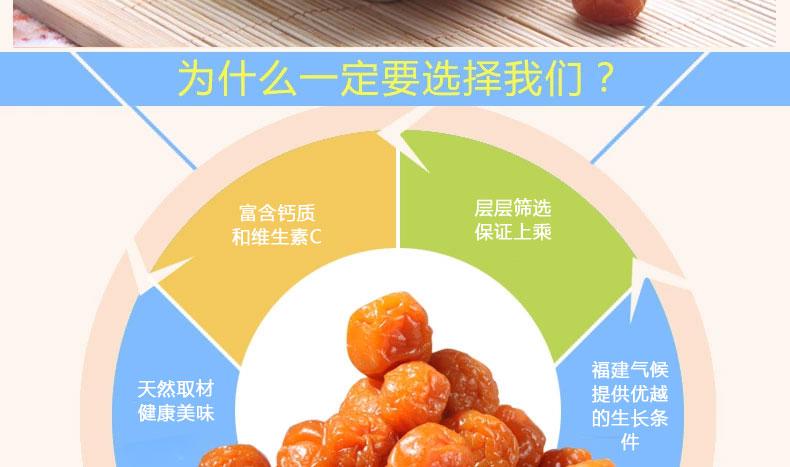 为什么一定要选择我们？
富含钙质
和维生素C
层层筛选
保证上乘
天然取材
健康美味
福建气候
提供优越
的生长条
件